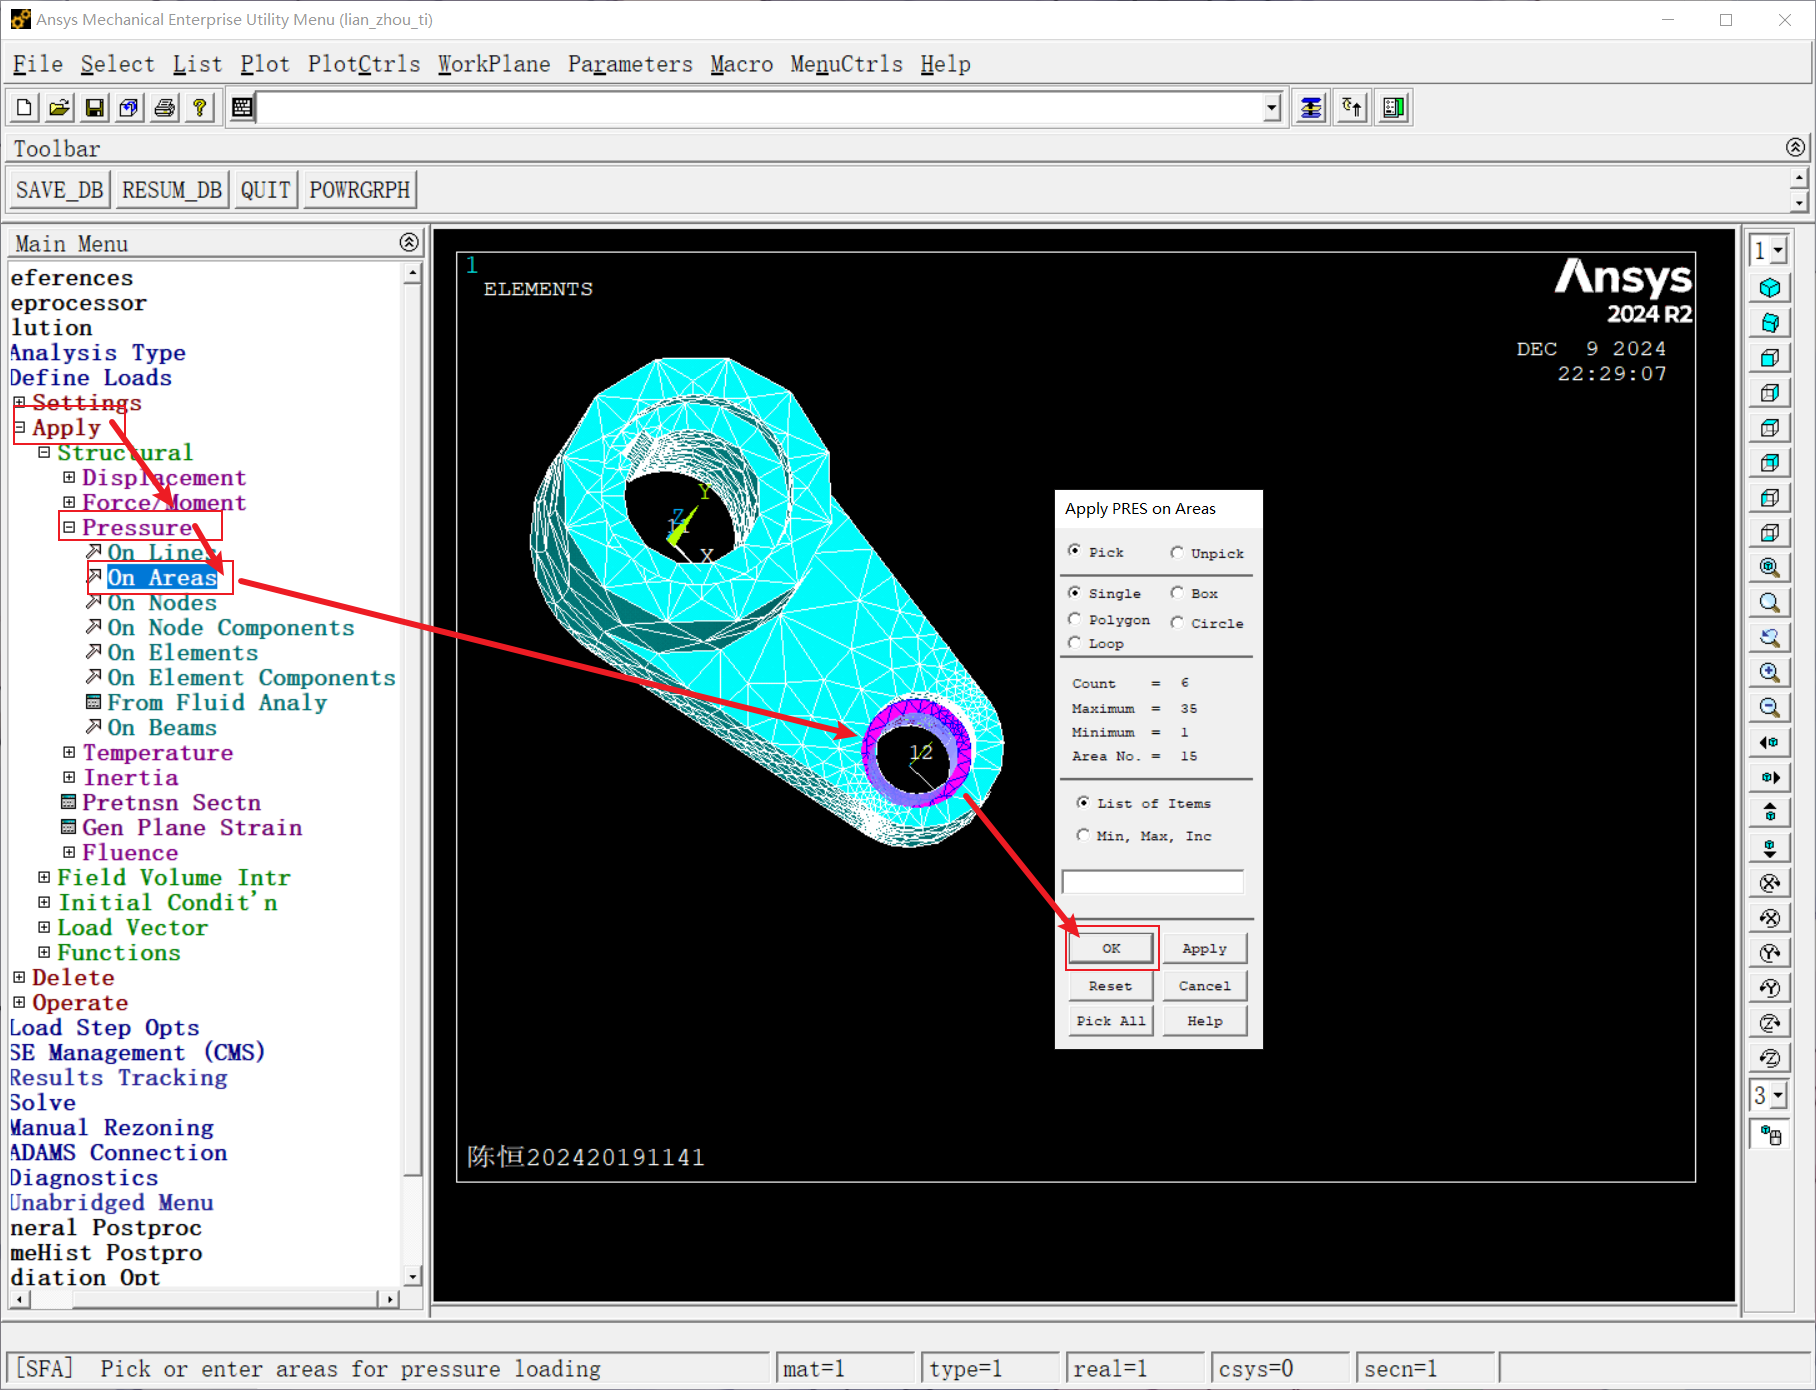 Ansys Mechanical Enterprise Utility Menu (lian_zhou_ti)
File Select List Plot PlotCtrls WorkPlane Parameters Macro MenuCtrls Help
Toolbar
SAVE_DB RESUM_DB QUIT POWRGRPH
Main Menu
eferences
eprocessor
lution
Analysis Type
Define Loads
Settings
Apply
Structural
Displacement
Force/Moment
Pressure
On Lines
On Areas
On Nodes
On Node Components
On Elements
On Element Components
From Fluid Analy
On Beams
Temperature
Inertia
Pretnsn Sectn
Gen Plane Strain
Fluence
Field Volume Intr
Initial Condit'n
Load Vector
Functions
Delete
Operate
Load Step Opts
SE Management (CMS)
Results Tracking
Solve
Manual Rezoning
ADAMS Connection
Diagnostics
Unabridged Menu
neral Postproc
meHist Postpro
diation Opt
1
ELEMENTS
Ansys
2024 R2
DEC 9 2024
22:29:07
Y
Z
X
12
陈恒202420191141
Apply PRES on Areas
Pick Unpick
Single Box
Polygon Circle
Loop
Count = 6
Maximum = 35
Minimum = 1
Area No. = 15
List of Items
Min, Max, Inc
OK Apply
Reset Cancel
Pick All Help
1
3
[SFA] Pick or enter areas for pressure loading
mat=1 type=1 real=1 csys=0 secn=1